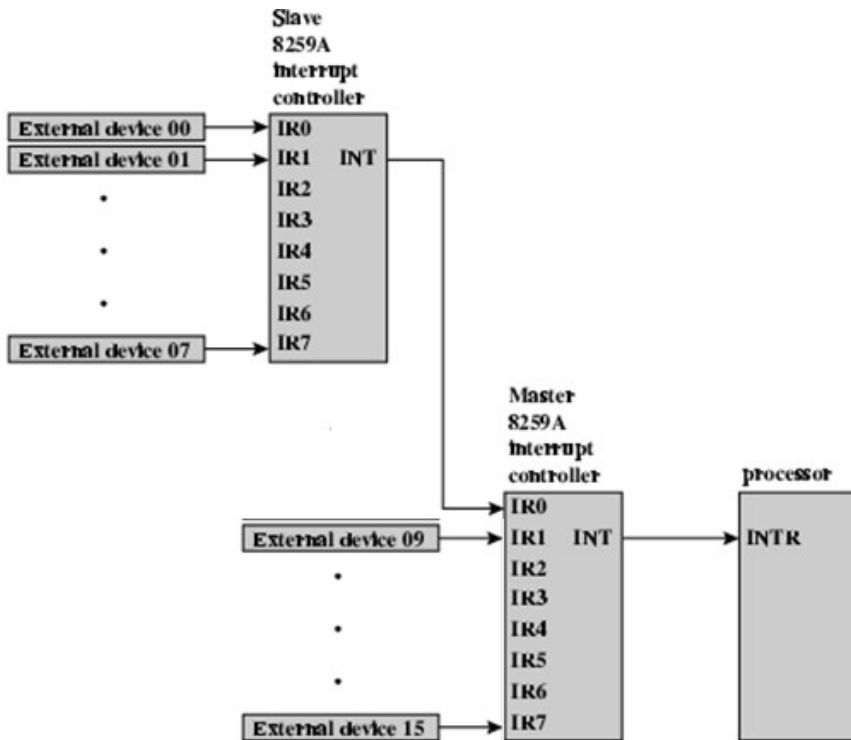 Slave
8259A
interrupt
controller
External device 00
IR0
External device 01
IR1 INT
IR2
IR3
IR4
IR5
IR6
External device 07
IR7
Master
8259A
interrupt
controller
processor
IR0
External device 09
IR1 INT
INTR
IR2
IR3
IR4
IR5
IR6
External device 15
IR7